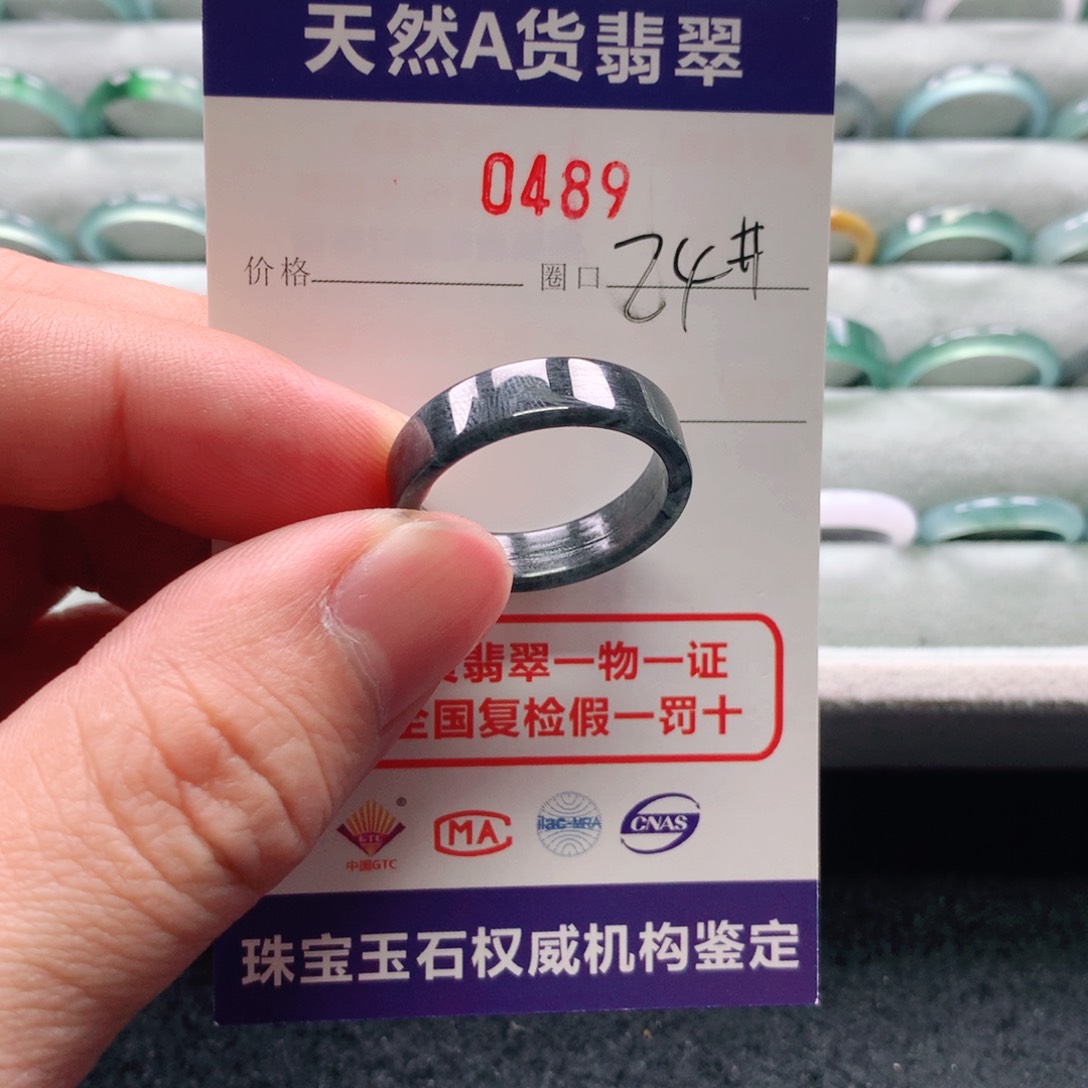 天然A货翡翠
0489
价格 圈口 24#
翡翠一物一证
全国复检假一罚十
GTC ® MA ilac-MRA CNAS
中国GTC
珠宝玉石权威机构鉴定